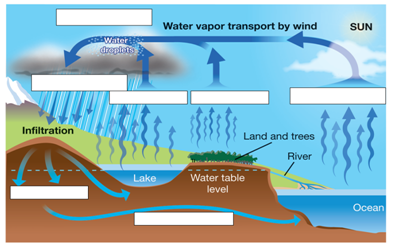 Water vapor transport by wind
SUN
Water
droplets
Infiltration
Land and trees
River
Lake
Water table
level
Ocean